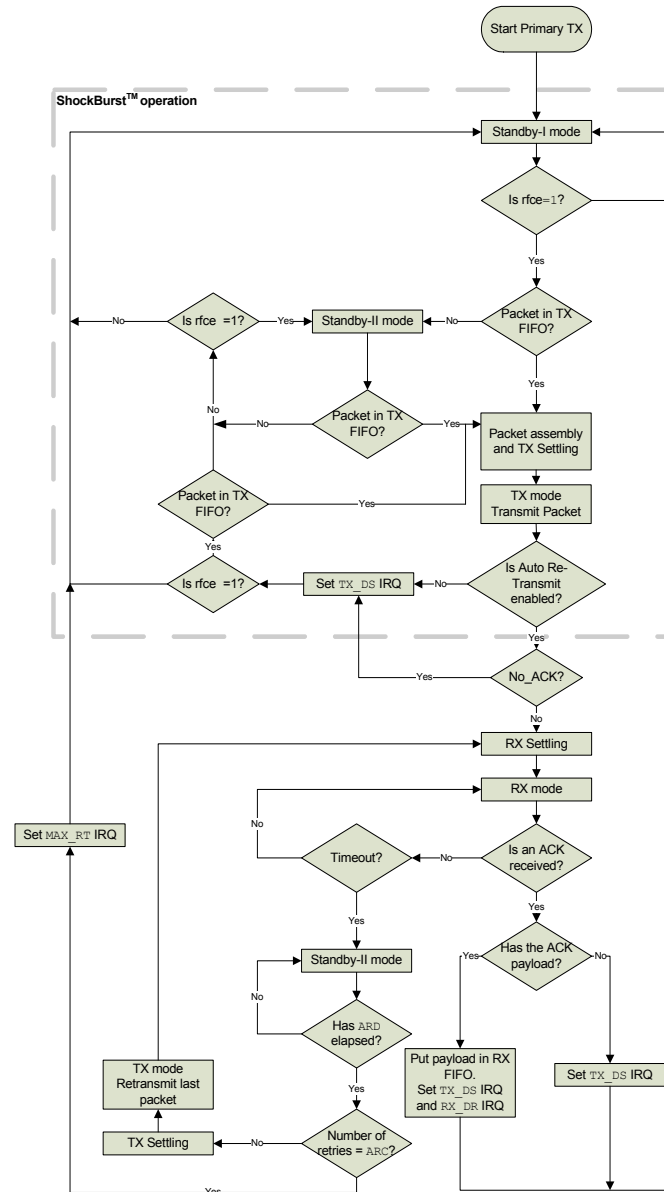 Start Primary TX
ShockBurst™ operation
Standby-I mode
Is rfce=1?
Yes
No
Is rfce =1?
Yes
Standby-II mode
No
Packet in TX
FIFO?
Yes
No
No
Packet in TX
FIFO?
Yes
Packet assembly
and TX Settling
Packet in TX
FIFO?
Yes
TX mode
Transmit Packet
Yes
Is rfce =1?
Set TX_DS IRQ
No
Is Auto Re-
Transmit
enabled?
Yes
Yes
No_ACK?
No
RX Settling
RX mode
No
Set MAX_RT IRQ
Timeout?
No
Is an ACK
received?
Yes
Yes
Standby-II mode
Yes
Has the ACK
payload?
No
No
Has ARD
elapsed?
Yes
TX mode
Retransmit last
packet
Put payload in RX
FIFO.
Set TX_DS IRQ
and RX_DR IRQ
Set TX_DS IRQ
TX Settling
No
Number of
retries = ARC?
Yes